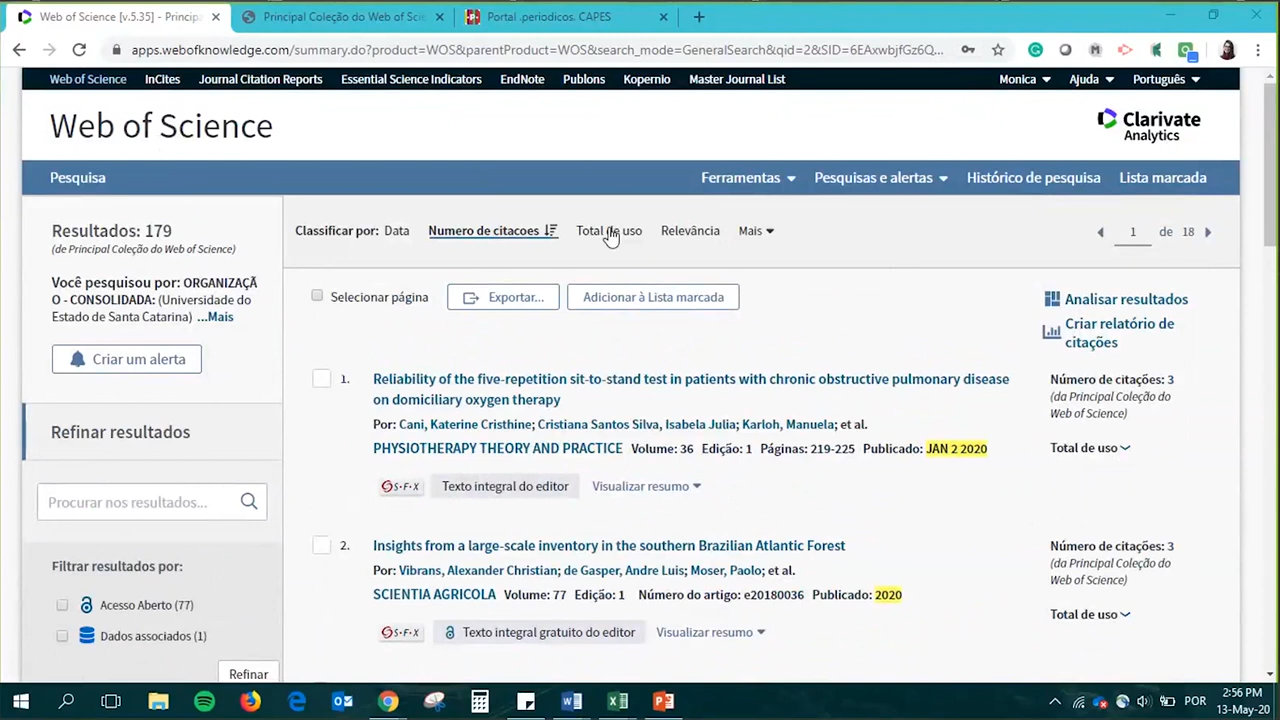 Web of Science [v.5.35] - Principa
Principal Coleção do Web of Scie
Portal .periodicos. CAPES
apps.webofknowledge.com/summary.do?product=WOS&parentProduct=WOS&search_mode=GeneralSearch&qid=2&SID=6EAxwbjfGz6Q...
Web of Science InCites Journal Citation Reports Essential Science Indicators EndNote Publons Kopernio Master Journal List Monica Ajuda Português
Web of Science
Clarivate
Analytics
Pesquisa Ferramentas Pesquisas e alertas Histórico de pesquisa Lista marcada
Resultados: 179
(de Principal Coleção do Web of Science)
Você pesquisou por: ORGANIZAÇÃ
O - CONSOLIDADA: (Universidade do
Estado de Santa Catarina) ...Mais
Criar um alerta
Refinar resultados
Procurar nos resultados...
Filtrar resultados por:
Acesso Aberto (77)
Dados associados (1)
Refinar
Classificar por: Data Numero de citacoes Total de uso Relevância Mais
1 de 18
Selecionar página Exportar... Adicionar à Lista marcada
Analisar resultados
Criar relatório de
citações
1. Reliability of the five-repetition sit-to-stand test in patients with chronic obstructive pulmonary disease
on domiciliary oxygen therapy
Por: Cani, Katerine Cristhine; Cristiana Santos Silva, Isabela Julia; Karloh, Manuela; et al.
PHYSIOTHERAPY THEORY AND PRACTICE Volume: 36 Edição: 1 Páginas: 219-225 Publicado: JAN 2 2020
S·F·X Texto integral do editor Visualizar resumo
Número de citações: 3
(da Principal Coleção do
Web of Science)
Total de uso
2. Insights from a large-scale inventory in the southern Brazilian Atlantic Forest
Por: Vibrans, Alexander Christian; de Gasper, Andre Luis; Moser, Paolo; et al.
SCIENTIA AGRICOLA Volume: 77 Edição: 1 Número do artigo: e20180036 Publicado: 2020
S·F·X Texto integral gratuito do editor Visualizar resumo
Número de citações: 3
(da Principal Coleção do
Web of Science)
Total de uso
POR
2:56 PM
13-May-20